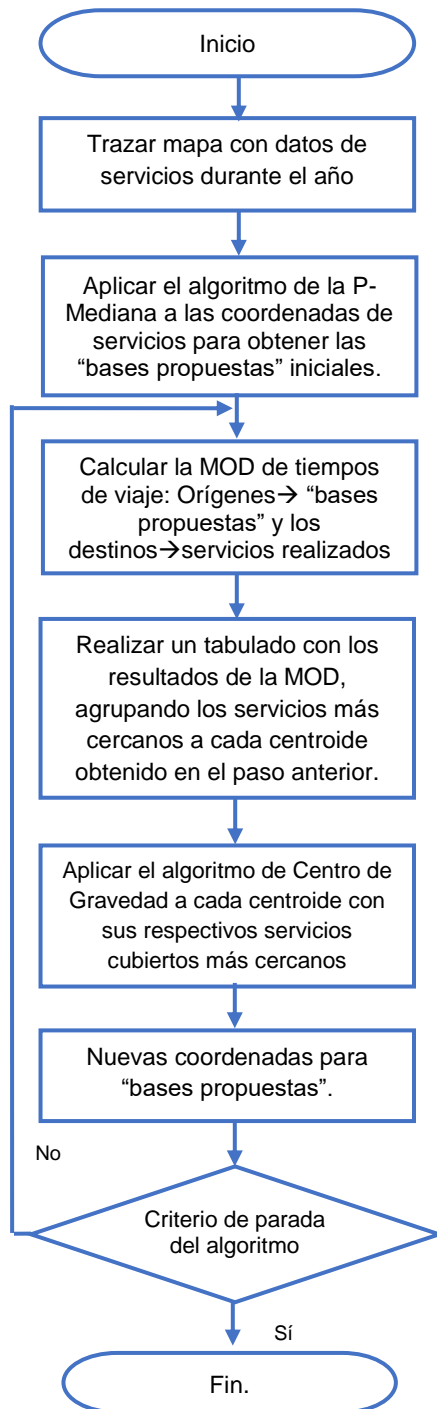 Inicio
Trazar mapa con datos de
servicios durante el año
Aplicar el algoritmo de la P-
Mediana a las coordenadas de
servicios para obtener las
“bases propuestas” iniciales.
Calcular la MOD de tiempos
de viaje: Orígenes→ “bases
propuestas” y los
destinos→servicios realizados
Realizar un tabulado con los
resultados de la MOD,
agrupando los servicios más
cercanos a cada centroide
obtenido en el paso anterior.
Aplicar el algoritmo de Centro de
Gravedad a cada centroide con
sus respectivos servicios
cubiertos más cercanos
Nuevas coordenadas para
“bases propuestas”.
No
Criterio de parada
del algoritmo
Sí
Fin.